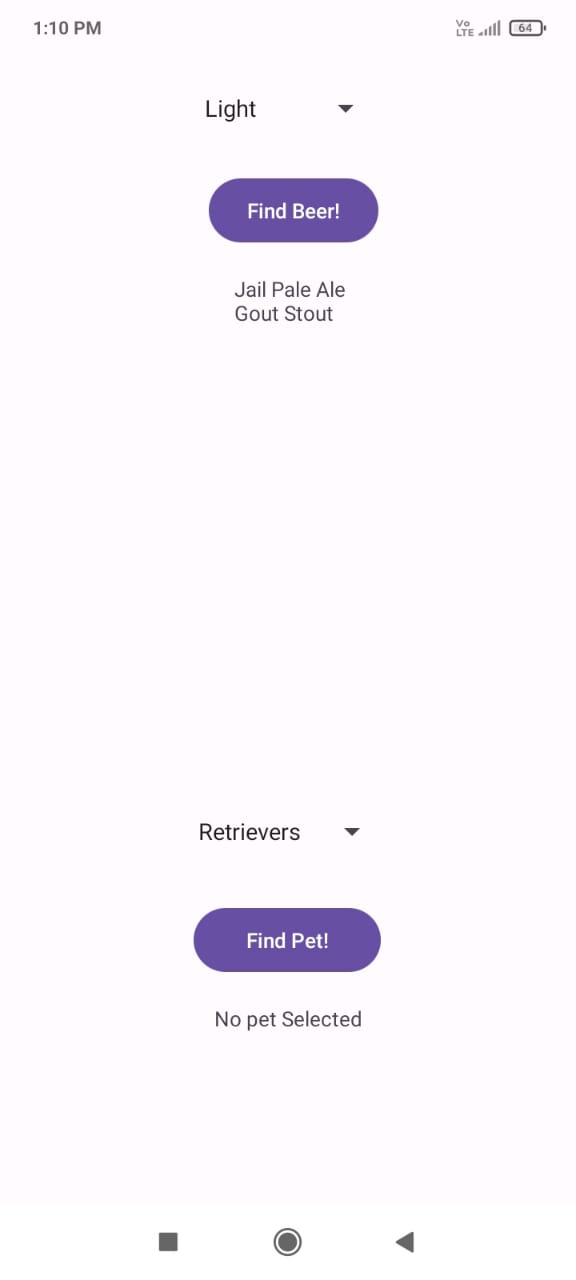 1:10 PM
Vo
LTE
64
Light
Find Beer!
Jail Pale Ale
Gout Stout
Retrievers
Find Pet!
No pet Selected